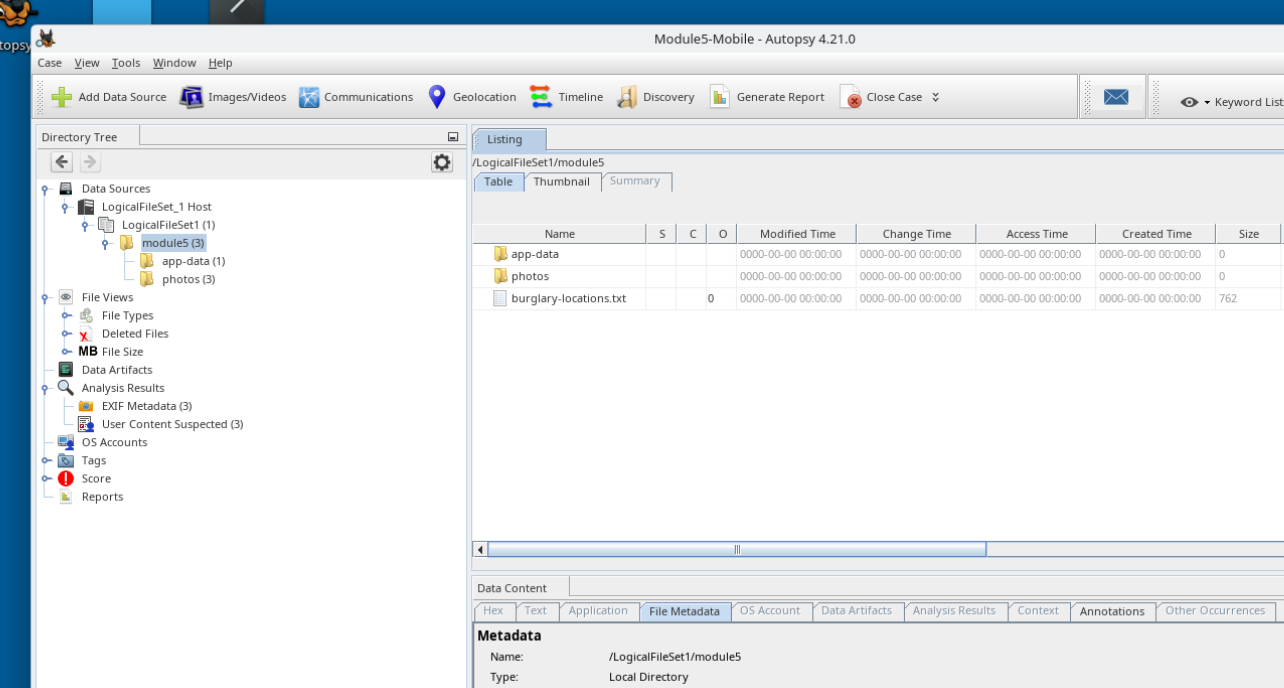 topsy
Module5-Mobile - Autopsy 4.21.0
Case View Tools Window Help
Add Data Source Images/Videos Communications Geolocation Timeline Discovery Generate Report Close Case Keyword List
Directory Tree
Listing
/LogicalFileSet1/module5
Table Thumbnail Summary
Data Sources
LogicalFileSet_1 Host
LogicalFileSet1 (1)
module5 (3)
app-data (1)
photos (3)
File Views
File Types
Deleted Files
MB File Size
Data Artifacts
Analysis Results
EXIF Metadata (3)
User Content Suspected (3)
OS Accounts
Tags
Score
Reports
Name S C O Modified Time Change Time Access Time Created Time Size
app-data 0000-00-00 00:00:00 0000-00-00 00:00:00 0000-00-00 00:00:00 0000-00-00 00:00:00 0
photos 0000-00-00 00:00:00 0000-00-00 00:00:00 0000-00-00 00:00:00 0000-00-00 00:00:00 0
burglary-locations.txt 0 0000-00-00 00:00:00 0000-00-00 00:00:00 0000-00-00 00:00:00 0000-00-00 00:00:00 762
Data Content
Hex Text Application File Metadata OS Account Data Artifacts Analysis Results Context Annotations Other Occurrences
Metadata
Name: /LogicalFileSet1/module5
Type: Local Directory